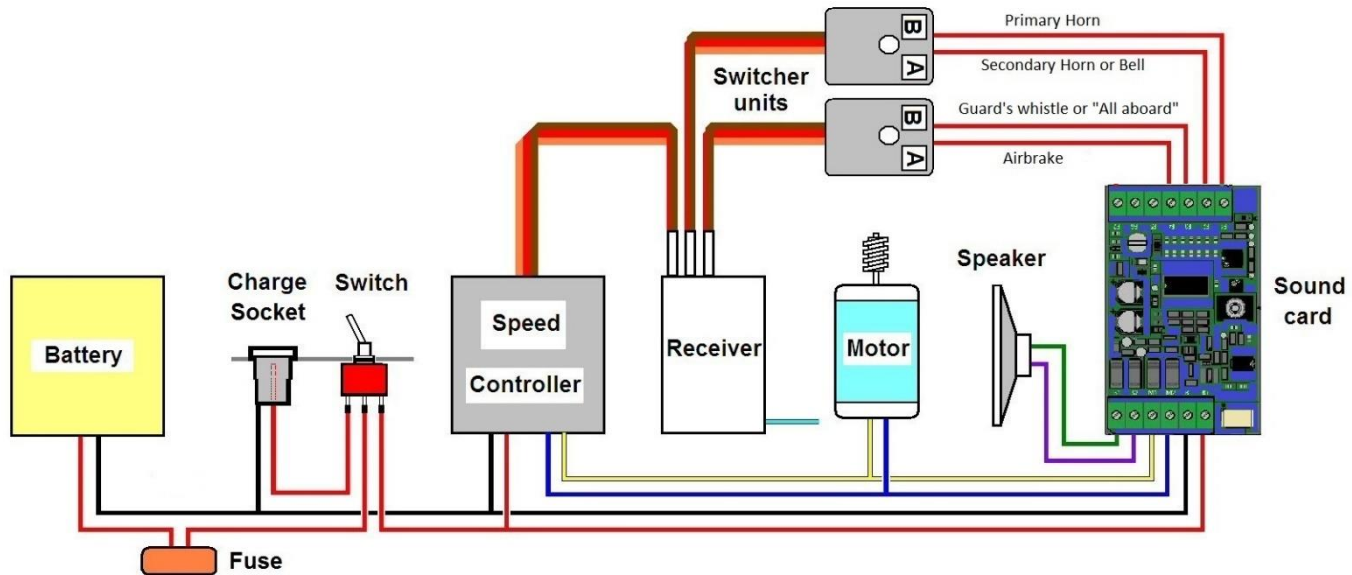 Primary Horn
B
A
Secondary Horn or Bell
Switcher
units
Guard's whistle or "All aboard"
B
A
Airbrake
Charge
Socket
Switch
Speaker
Sound
card
Battery
Speed
Controller
Receiver
Motor
Fuse